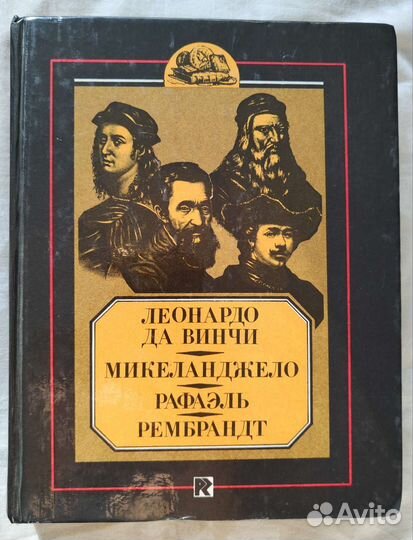 ЛЕОНАРДО
ДА ВИНЧИ
МИКЕЛАНДЖЕЛО
РАФАЭЛЬ
РЕМБРАНДТ
Avito